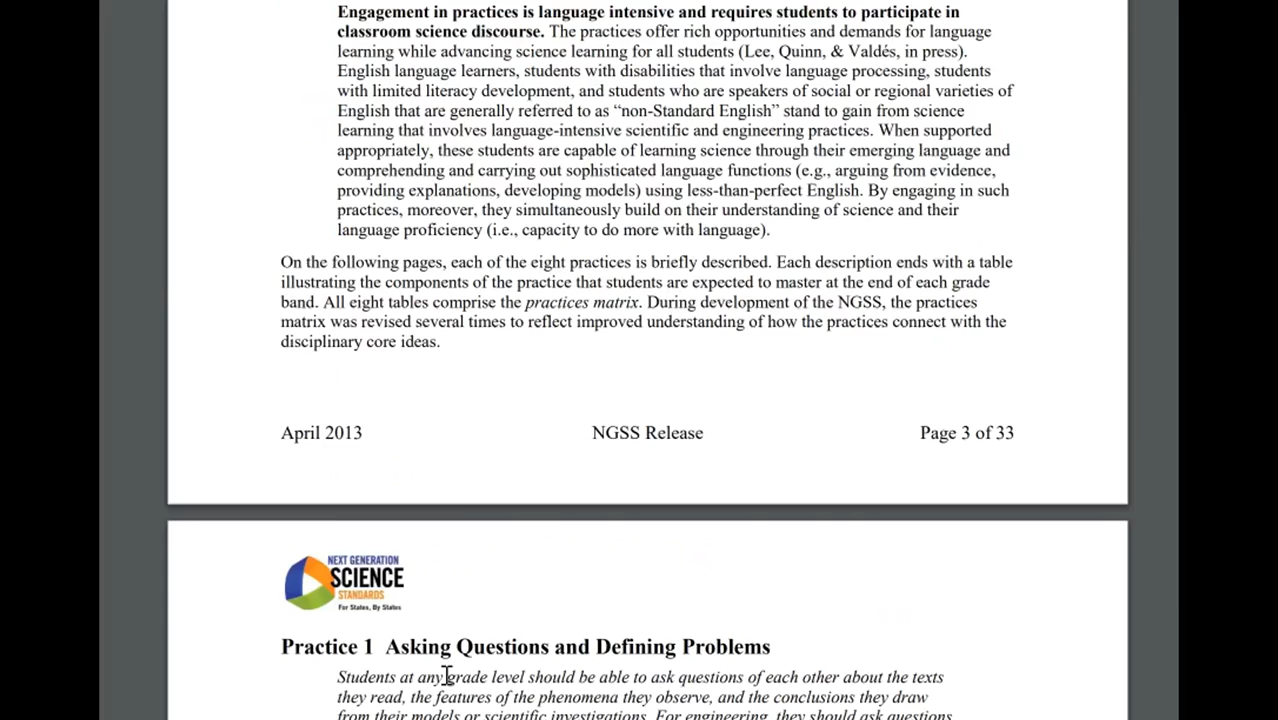 Engagement in practices is language intensive and requires students to participate in
classroom science discourse. The practices offer rich opportunities and demands for language
learning while advancing science learning for all students (Lee, Quinn, & Valdés, in press).
English language learners, students with disabilities that involve language processing, students
with limited literacy development, and students who are speakers of social or regional varieties of
English that are generally referred to as “non-Standard English” stand to gain from science
learning that involves language-intensive scientific and engineering practices. When supported
appropriately, these students are capable of learning science through their emerging language and
comprehending and carrying out sophisticated language functions (e.g., arguing from evidence,
providing explanations, developing models) using less-than-perfect English. By engaging in such
practices, moreover, they simultaneously build on their understanding of science and their
language proficiency (i.e., capacity to do more with language).
On the following pages, each of the eight practices is briefly described. Each description ends with a table
illustrating the components of the practice that students are expected to master at the end of each grade
band. All eight tables comprise the practices matrix. During development of the NGSS, the practices
matrix was revised several times to reflect improved understanding of how the practices connect with the
disciplinary core ideas.
April 2013 NGSS Release Page 3 of 33
NEXT GENERATION
SCIENCE
STANDARDS
For States, By States
Practice 1 Asking Questions and Defining Problems
Students at any grade level should be able to ask questions of each other about the texts
they read, the features of the phenomena they observe, and the conclusions they draw
from their models or scientific investigations. For engineering, they should ask questions